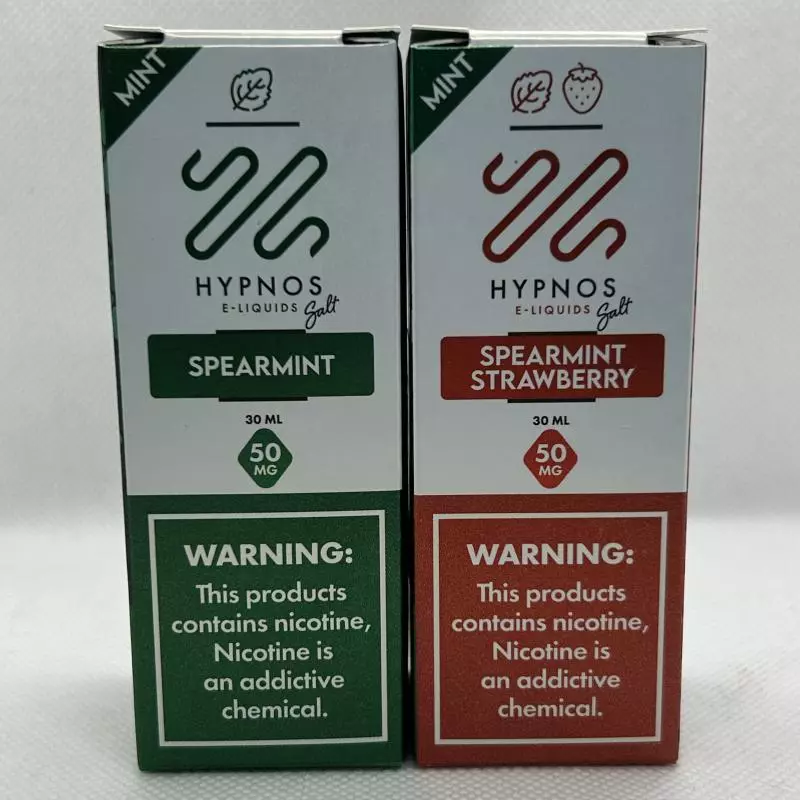 MINT
HYPNOS
E-LIQUIDS Salt
SPEARMINT
30 ML
50
MG
WARNING:
This products
contains nicotine,
Nicotine is
an addictive
chemical.
MINT
HYPNOS
E-LIQUIDS Salt
SPEARMINT
STRAWBERRY
30 ML
50
MG
WARNING:
This products
contains nicotine,
Nicotine is
an addictive
chemical.